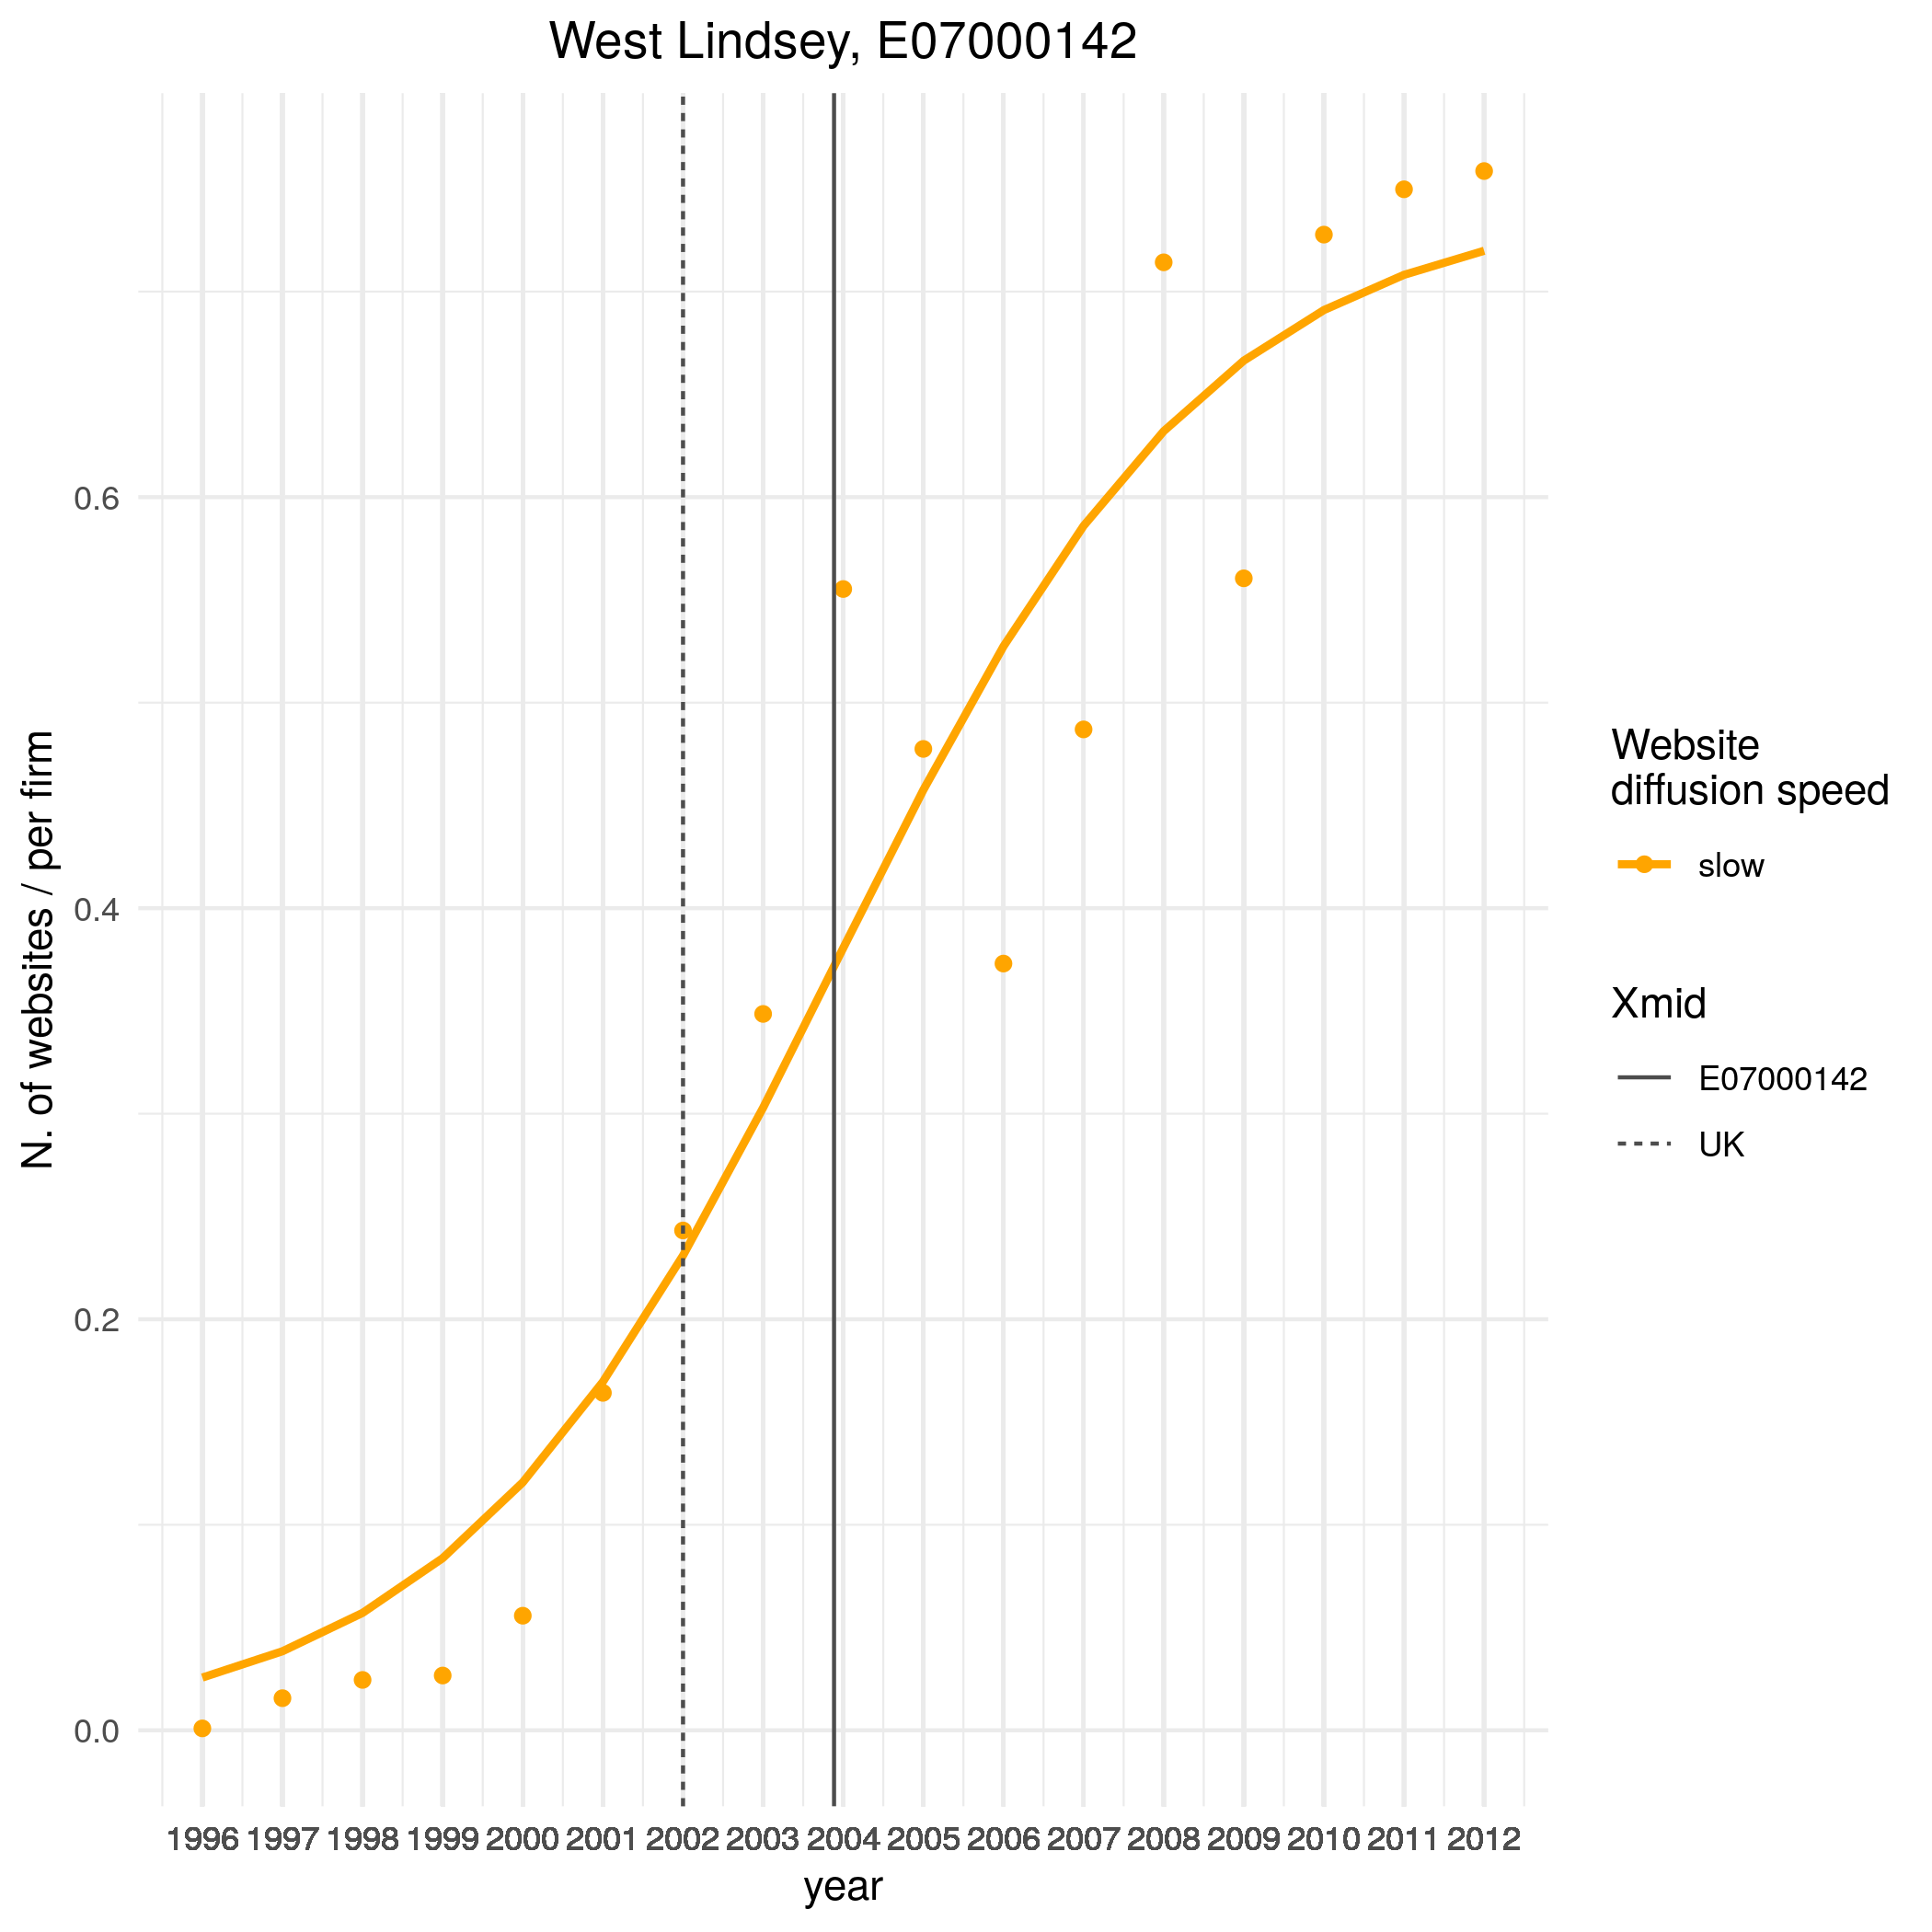 West Lindsey, E07000142
N. of websites / per firm
0.6
0.4
0.2
0.0
1996 1997 1998 1999 2000 2001 2002 2003 2004 2005 2006 2007 2008 2009 2010 2011 2012
year
Website
diffusion speed
slow
Xmid
E07000142
UK